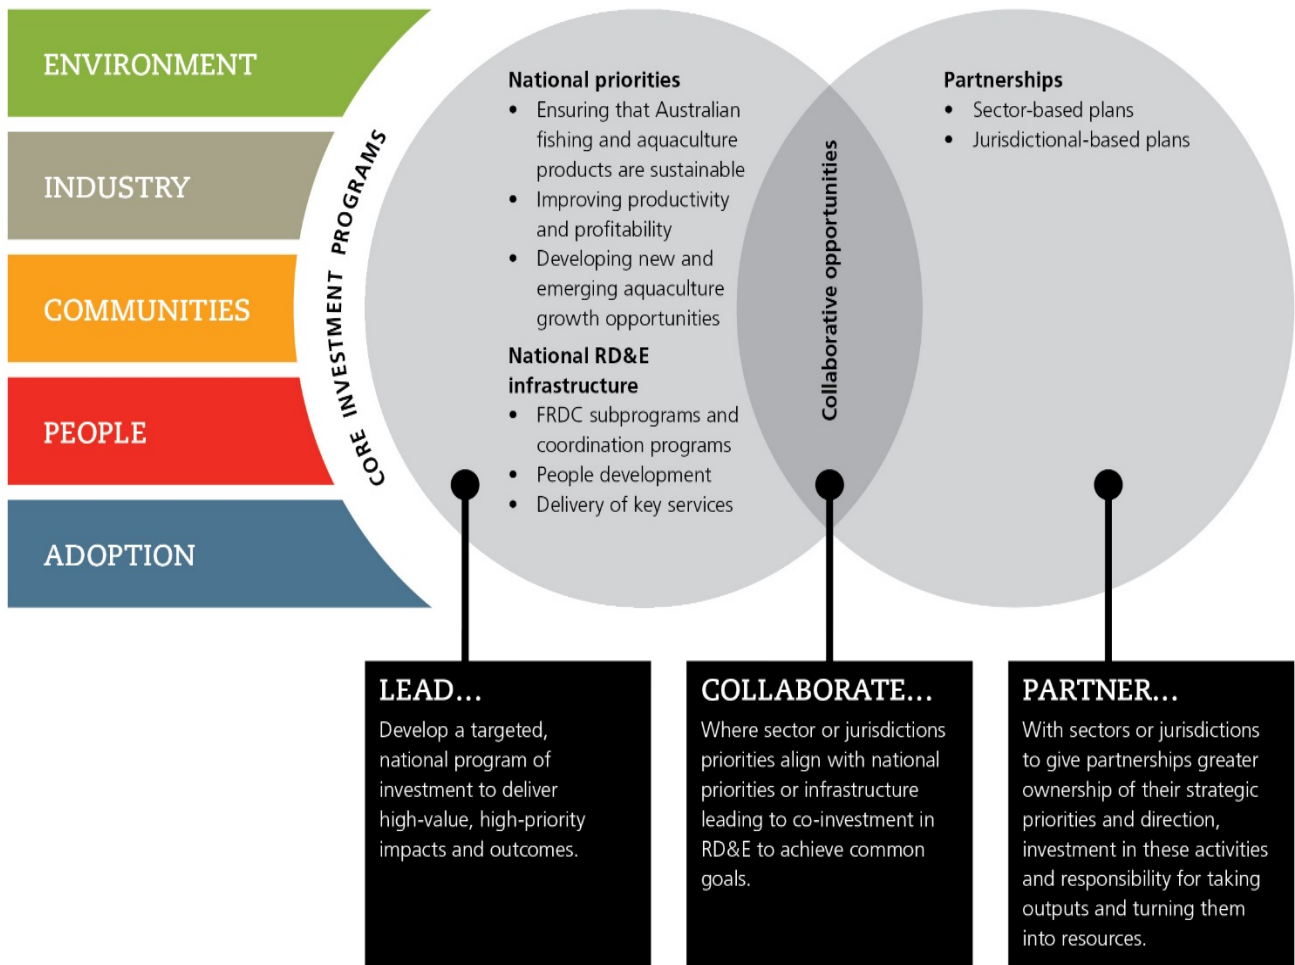 ENVIRONMENT
INDUSTRY
COMMUNITIES
PEOPLE
ADOPTION
CORE INVESTMENT PROGRAMS
National priorities
• Ensuring that Australian
fishing and aquaculture
products are sustainable
• Improving productivity
and profitability
• Developing new and
emerging aquaculture
growth opportunities
National RD&E
infrastructure
• FRDC subprograms and
coordination programs
• People development
• Delivery of key services
Collaborative opportunities
Partnerships
• Sector-based plans
• Jurisdictional-based plans
LEAD...
Develop a targeted,
national program of
investment to deliver
high-value, high-priority
impacts and outcomes.
COLLABORATE...
Where sector or jurisdictions
priorities align with national
priorities or infrastructure
leading to co-investment in
RD&E to achieve common
goals.
PARTNER...
With sectors or jurisdictions
to give partnerships greater
ownership of their strategic
priorities and direction,
investment in these activities
and responsibility for taking
outputs and turning them
into resources.